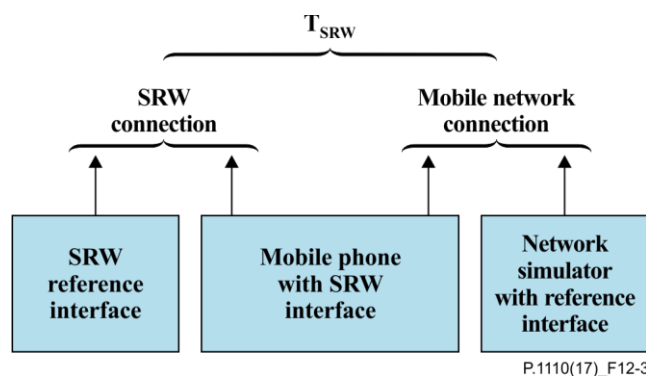 T_SRW
SRW
connection
Mobile network
connection
SRW
reference
interface
Mobile phone
with SRW
interface
Network
simulator
with reference
interface
P.1110(17)_F12-3